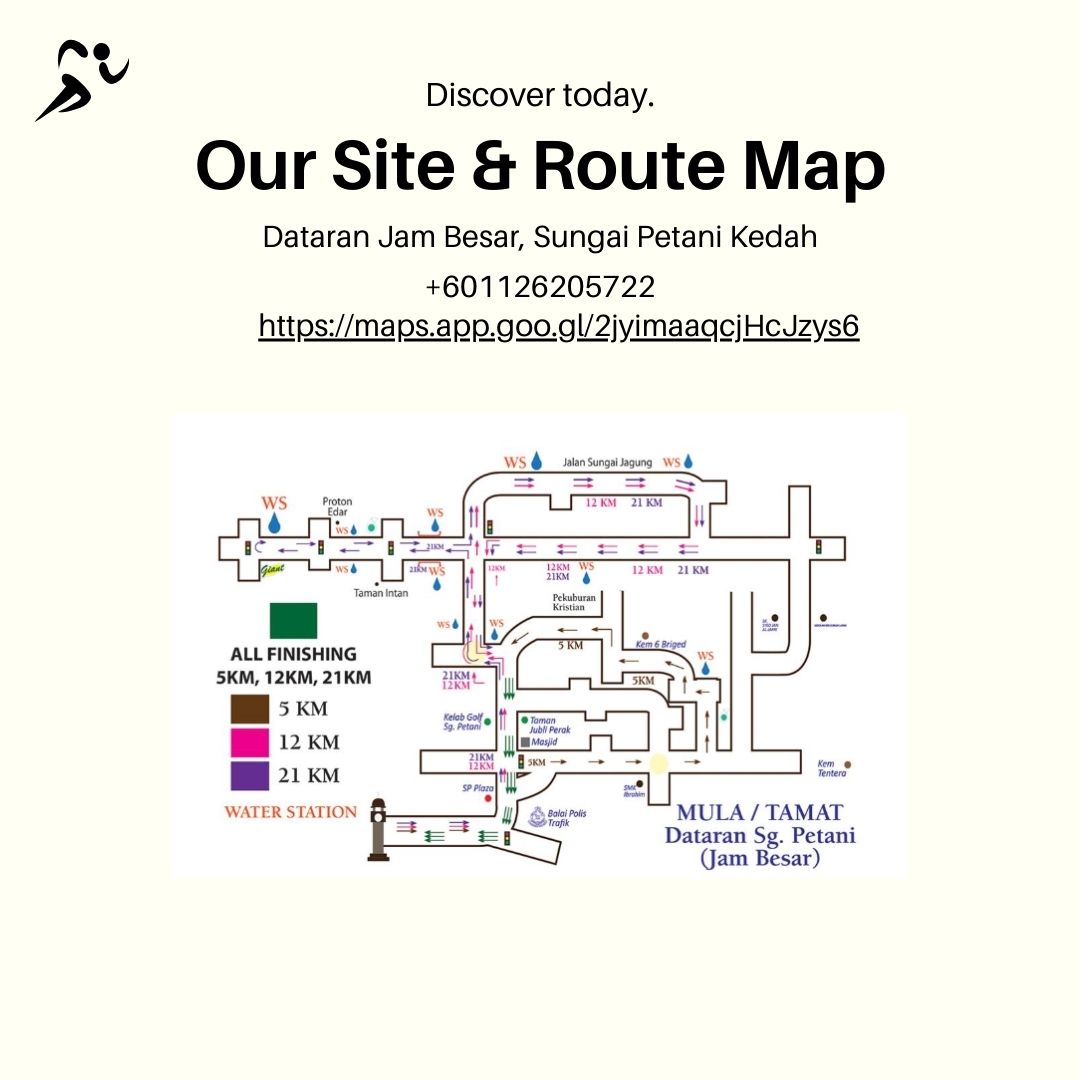 Discover today.
Our Site & Route Map
Dataran Jam Besar, Sungai Petani Kedah
+601126205722
https://maps.app.goo.gl/2jyimaaqcjHcJzys6
WS
Jalan Sungai Jagung
WS
WS
Proton
Edar
WS
WS
12 KM
21 KM
21KM
Giant
WS
21KM
WS
12KM
12KM
21KM
WS
12 KM
21 KM
Taman Intan
Pekuburan
Kristian
WS
WS
5 KM
Kem 6 Briged
WS
ALL FINISHING
5KM, 12KM, 21KM
21KM
12KM
5KM
5 KM
12 KM
21 KM
Kelab Golf
Sg. Petani
Taman
Jubli Perak
Masjid
21KM
12KM
5KM
Kem
Tentera
SP Plaza
SMK
Ibrahim
WATER STATION
Balai Polis
Trafik
MULA / TAMAT
Dataran Sg. Petani
(Jam Besar)